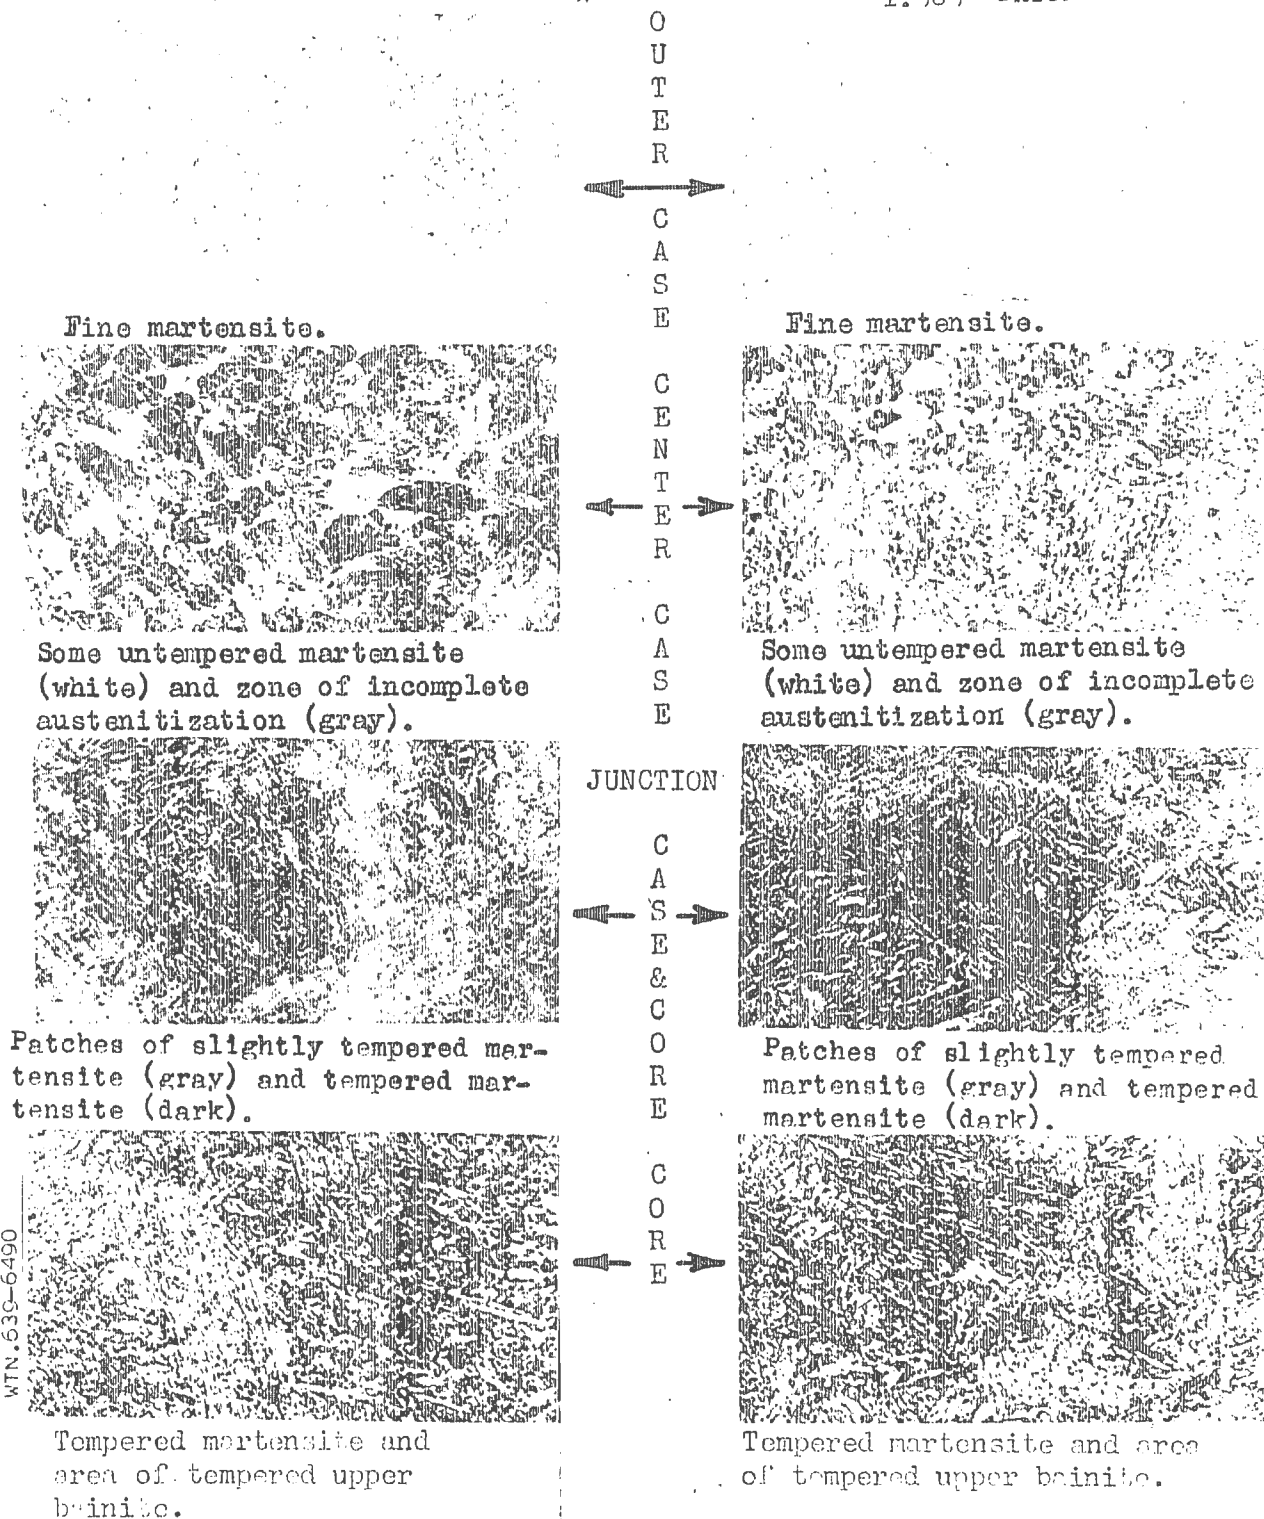 OUTER CASE
Fine martensite.
Fine martensite.
CENTER CASE
Some untempered martensite
(white) and zone of incomplete
austenitization (gray).
Some untempered martensite
(white) and zone of incomplete
austenitization (gray).
JUNCTION
CASE & CORE
Patches of slightly tempered mar-
tensite (gray) and tempered mar-
tensite (dark).
Patches of slightly tempered
martensite (gray) and tempered
martensite (dark).
CORE
WTN.639-6490
Tempered martensite and
area of tempered upper
bainite.
Tempered martensite and area
of tempered upper bainite.